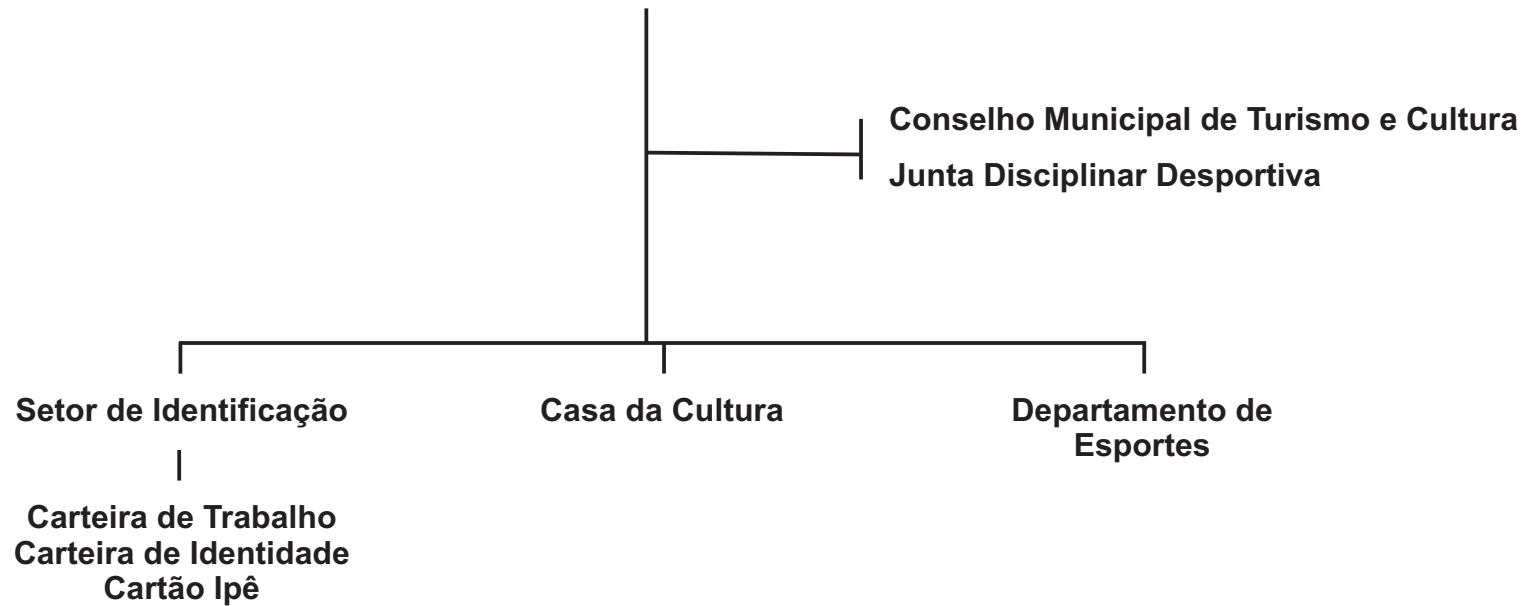 Conselho Municipal de Turismo e Cultura
Junta Disciplinar Desportiva
Setor de Identificação
Casa da Cultura
Departamento de
Esportes
Carteira de Trabalho
Carteira de Identidade
Cartão Ipê